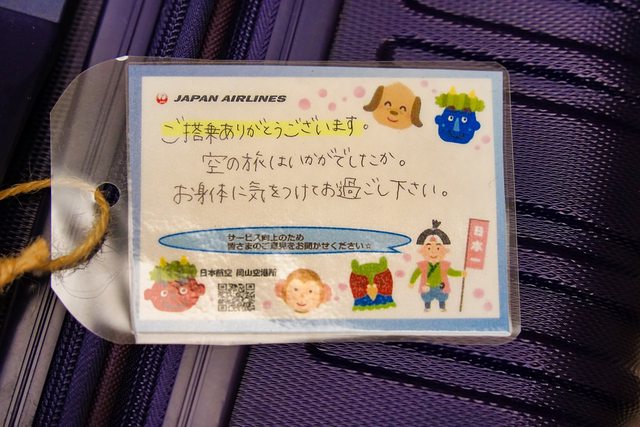 JAPAN AIRLINES
ご搭乗ありがとうございます。
空の旅はいかがでしたか。
お身体に気をつけてお過ごし下さい。
サービス向上のため
皆さまのご意見をお聞かせください☆
日本航空 岡山空港所
日本一